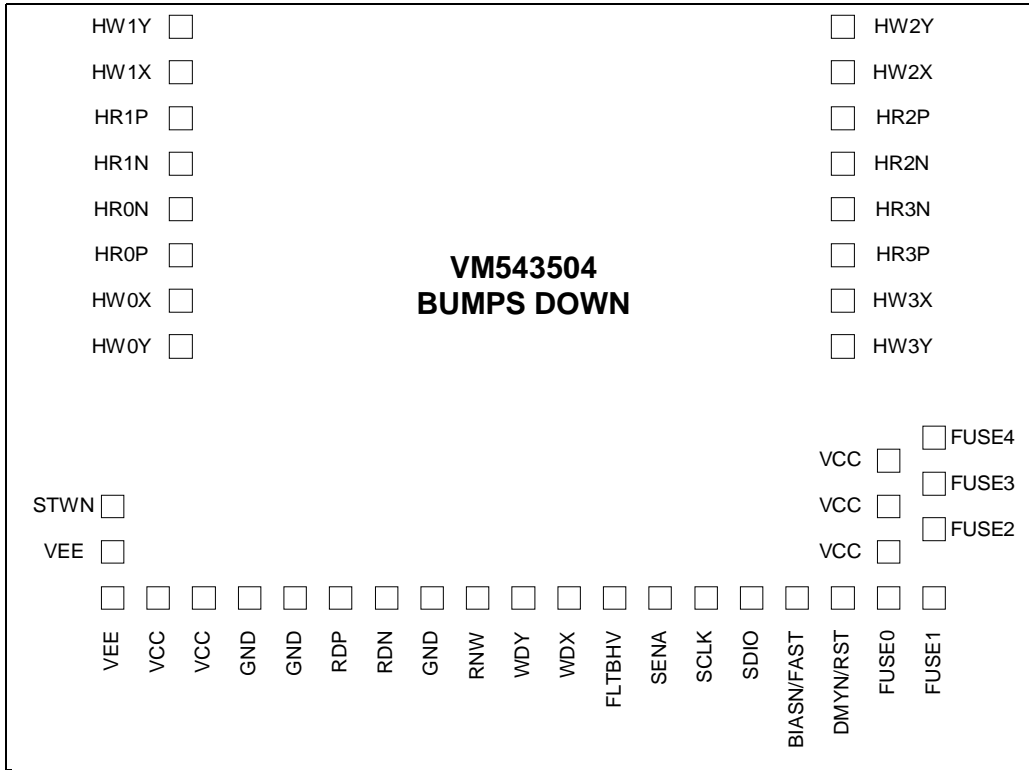 HW1Y HW2Y
HW1X HW2X
HR1P HR2P
HR1N HR2N
HR0N HR3N
HR0P HR3P
VM543504
BUMPS DOWN
HW0X HW3X
HW0Y HW3Y
FUSE4
VCC
FUSE3
STWN VCC
FUSE2
VEE VCC
VEE
VCC
VCC
GND
GND
RDP
RDN
GND
RNW
WDY
WDX
FLTBHV
SENA
SCLK
SDIO
BIASN/FAST
DMYN/RST
FUSE0
FUSE1